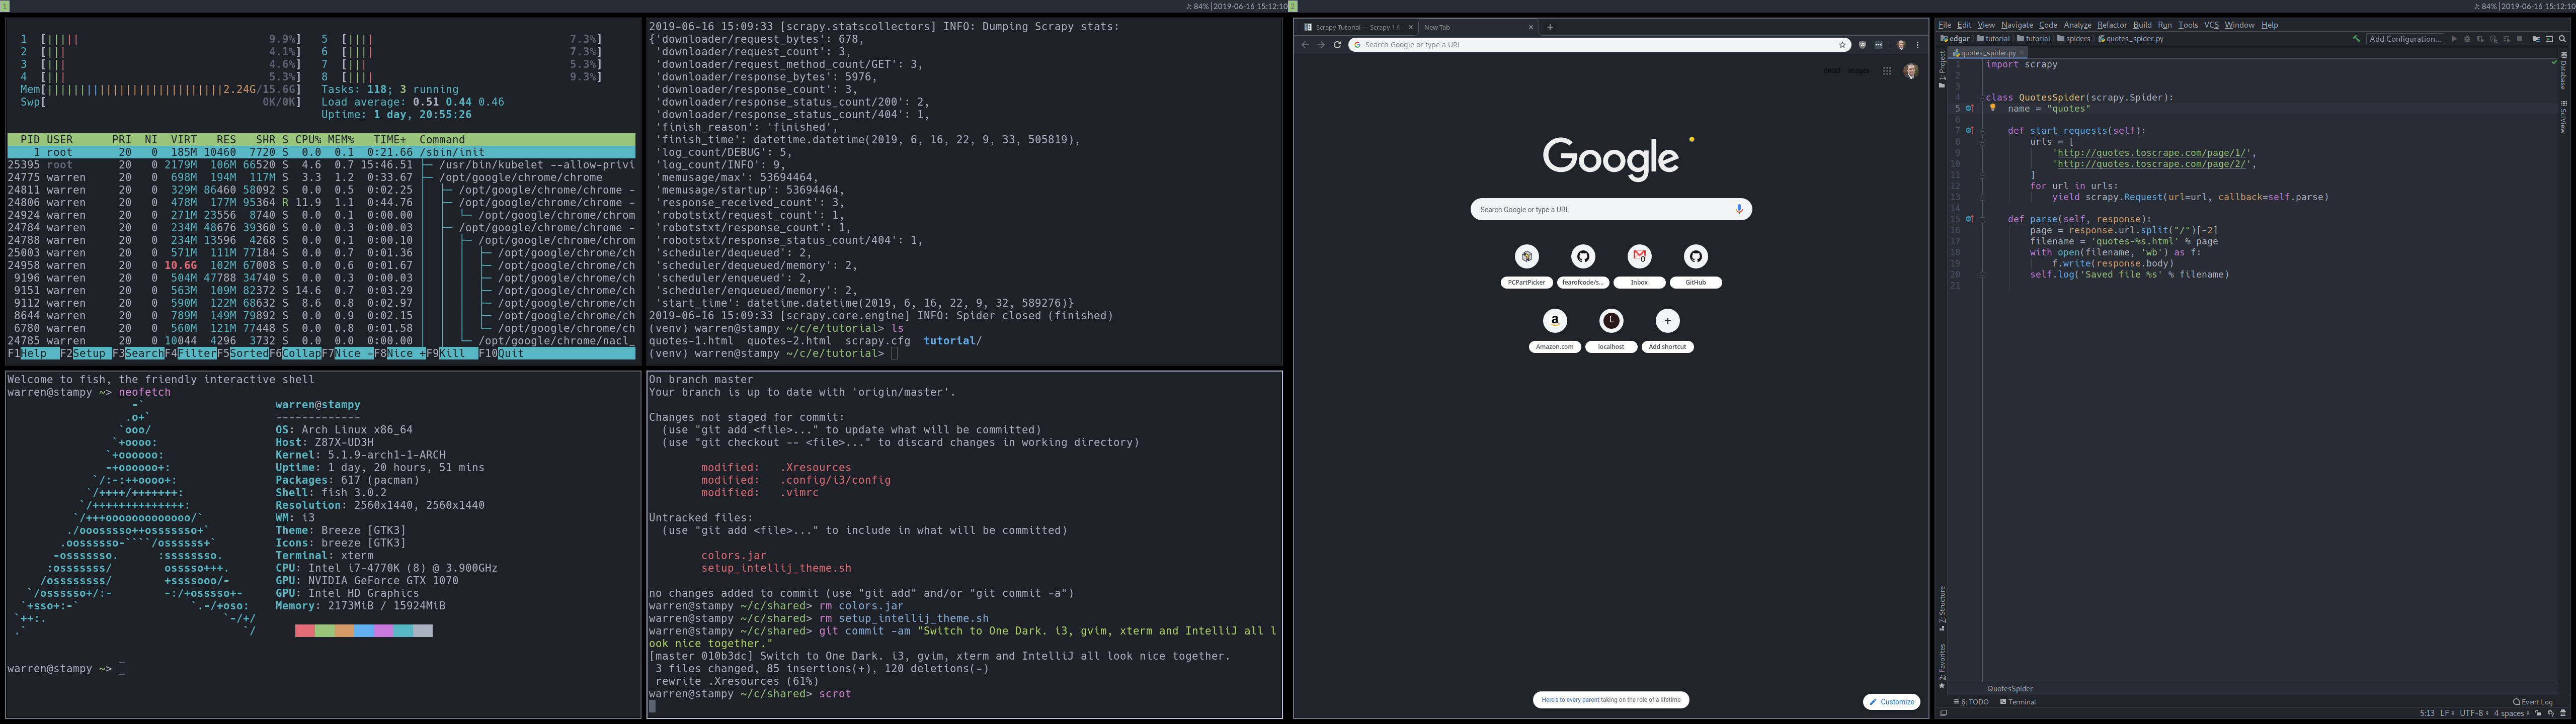 1
♪: 84% | 2019-06-16 15:12:10
1 [||||| 9.9%] 5 [|||| 7.3%]
2 [||| 4.1%] 6 [|||| 7.3%]
3 [||| 4.6%] 7 [||| 5.3%]
4 [||| 5.3%] 8 [|||| 9.3%]
Mem[|||||||||||||||||||||||||||2.24G/15.6G] Tasks: 118; 3 running
Swp[ 0K/0K] Load average: 0.51 0.44 0.46
Uptime: 1 day, 20:55:26
PID USER PRI NI VIRT RES SHR S CPU% MEM% TIME+ Command
1 root 20 0 185M 10460 7720 S 0.0 0.1 0:21.66 /sbin/init
25395 root 20 0 2179M 106M 66520 S 4.6 0.7 15:46.51 ├─ /usr/bin/kubelet --allow-privi
24775 warren 20 0 698M 194M 117M S 3.3 1.2 0:33.67 ├─ /opt/google/chrome/chrome
24811 warren 20 0 329M 86460 58092 S 0.0 0.5 0:02.25 │ ├─ /opt/google/chrome/chrome -
24806 warren 20 0 478M 177M 95364 R 11.9 1.1 0:44.76 │ ├─ /opt/google/chrome/chrome -
24924 warren 20 0 271M 23556 8740 S 0.0 0.1 0:00.00 │ │ └─ /opt/google/chrome/chrom
24784 warren 20 0 234M 48676 39360 S 0.0 0.3 0:00.03 │ ├─ /opt/google/chrome/chrome -
24788 warren 20 0 234M 13596 4268 S 0.0 0.1 0:00.10 │ │ ├─ /opt/google/chrome/chrom
25003 warren 20 0 571M 111M 77184 S 0.0 0.7 0:01.36 │ │ │ ├─ /opt/google/chrome/ch
24958 warren 20 0 10.6G 102M 67008 S 0.0 0.6 0:01.67 │ │ │ ├─ /opt/google/chrome/ch
9196 warren 20 0 504M 47788 34740 S 0.0 0.3 0:00.03 │ │ │ ├─ /opt/google/chrome/ch
9151 warren 20 0 563M 109M 82372 S 14.6 0.7 0:03.29 │ │ │ ├─ /opt/google/chrome/ch
9112 warren 20 0 590M 122M 68632 S 8.6 0.8 0:02.97 │ │ │ ├─ /opt/google/chrome/ch
8644 warren 20 0 789M 149M 79892 S 0.0 0.9 0:02.15 │ │ │ ├─ /opt/google/chrome/ch
6780 warren 20 0 560M 121M 77448 S 0.0 0.8 0:01.58 │ │ │ └─ /opt/google/chrome/ch
24785 warren 20 0 10044 4296 3732 S 0.0 0.0 0:00.00 │ │ └─ /opt/google/chrome/nacl_
F1Help F2Setup F3SearchF4FilterF5SortedF6CollapF7Nice -F8Nice +F9Kill F10Quit
2019-06-16 15:09:33 [scrapy.statscollectors] INFO: Dumping Scrapy stats:
{'downloader/request_bytes': 678,
'downloader/request_count': 3,
'downloader/request_method_count/GET': 3,
'downloader/response_bytes': 5976,
'downloader/response_count': 3,
'downloader/response_status_count/200': 2,
'downloader/response_status_count/404': 1,
'finish_reason': 'finished',
'finish_time': datetime.datetime(2019, 6, 16, 22, 9, 33, 505819),
'log_count/DEBUG': 5,
'log_count/INFO': 9,
'memusage/max': 53694464,
'memusage/startup': 53694464,
'response_received_count': 3,
'robotstxt/request_count': 1,
'robotstxt/response_count': 1,
'robotstxt/response_status_count/404': 1,
'scheduler/dequeued': 2,
'scheduler/dequeued/memory': 2,
'scheduler/enqueued': 2,
'scheduler/enqueued/memory': 2,
'start_time': datetime.datetime(2019, 6, 16, 22, 9, 32, 589276)}
2019-06-16 15:09:33 [scrapy.core.engine] INFO: Spider closed (finished)
(venv) warren@stampy ~/c/e/tutorial> ls
quotes-1.html quotes-2.html scrapy.cfg tutorial/
(venv) warren@stampy ~/c/e/tutorial>
Welcome to fish, the friendly interactive shell
warren@stampy ~> neofetch
warren@stampy
-------------
OS: Arch Linux x86_64
Host: Z87X-UD3H
Kernel: 5.1.9-arch1-1-ARCH
Uptime: 1 day, 20 hours, 51 mins
Packages: 617 (pacman)
Shell: fish 3.0.2
Resolution: 2560x1440, 2560x1440
WM: i3
Theme: Breeze [GTK3]
Icons: breeze [GTK3]
Terminal: xterm
CPU: Intel i7-4770K (8) @ 3.900GHz
GPU: NVIDIA GeForce GTX 1070
GPU: Intel HD Graphics
Memory: 2173MiB / 15924MiB
warren@stampy ~>
On branch master
Your branch is up to date with 'origin/master'.
Changes not staged for commit:
(use "git add <file>..." to update what will be committed)
(use "git checkout -- <file>..." to discard changes in working directory)
modified: .Xresources
modified: .config/i3/config
modified: .vimrc
Untracked files:
(use "git add <file>..." to include in what will be committed)
colors.jar
setup_intellij_theme.sh
no changes added to commit (use "git add" and/or "git commit -a")
warren@stampy ~/c/shared> rm colors.jar
warren@stampy ~/c/shared> rm setup_intellij_theme.sh
warren@stampy ~/c/shared> git commit -am "Switch to One Dark. i3, gvim, xterm and IntelliJ all l
ook nice together."
[master 010b3dc] Switch to One Dark. i3, gvim, xterm and IntelliJ all look nice together.
3 files changed, 85 insertions(+), 120 deletions(-)
rewrite .Xresources (61%)
warren@stampy ~/c/shared> scrot
2
♪: 84% | 2019-06-16 15:12:10
Scrapy Tutorial — Scrapy 1.6
New Tab
Search Google or type a URL
Gmail Images
Google
Search Google or type a URL
PCPartPicker fearofcode/s... Inbox GitHub
Amazon.com localhost Add shortcut
Here's to every parent taking on the role of a lifetime
Customize
File Edit View Navigate Code Analyze Refactor Build Run Tools VCS Window Help
edgar tutorial tutorial spiders quotes_spider.py
Add Configuration...
quotes_spider.py
1: Project
7: Structure
2: Favorites
Database
SciView
1 import scrapy
2
3
4 class QuotesSpider(scrapy.Spider):
5 name = "quotes"
6
7 def start_requests(self):
8 urls = [
9 'http://quotes.toscrape.com/page/1/',
10 'http://quotes.toscrape.com/page/2/',
11 ]
12 for url in urls:
13 yield scrapy.Request(url=url, callback=self.parse)
14
15 def parse(self, response):
16 page = response.url.split("/")[-2]
17 filename = 'quotes-%s.html' % page
18 with open(filename, 'wb') as f:
19 f.write(response.body)
20 self.log('Saved file %s' % filename)
21
QuotesSpider
6: TODO Terminal
Event Log
5:13 LF UTF-8 4 spaces